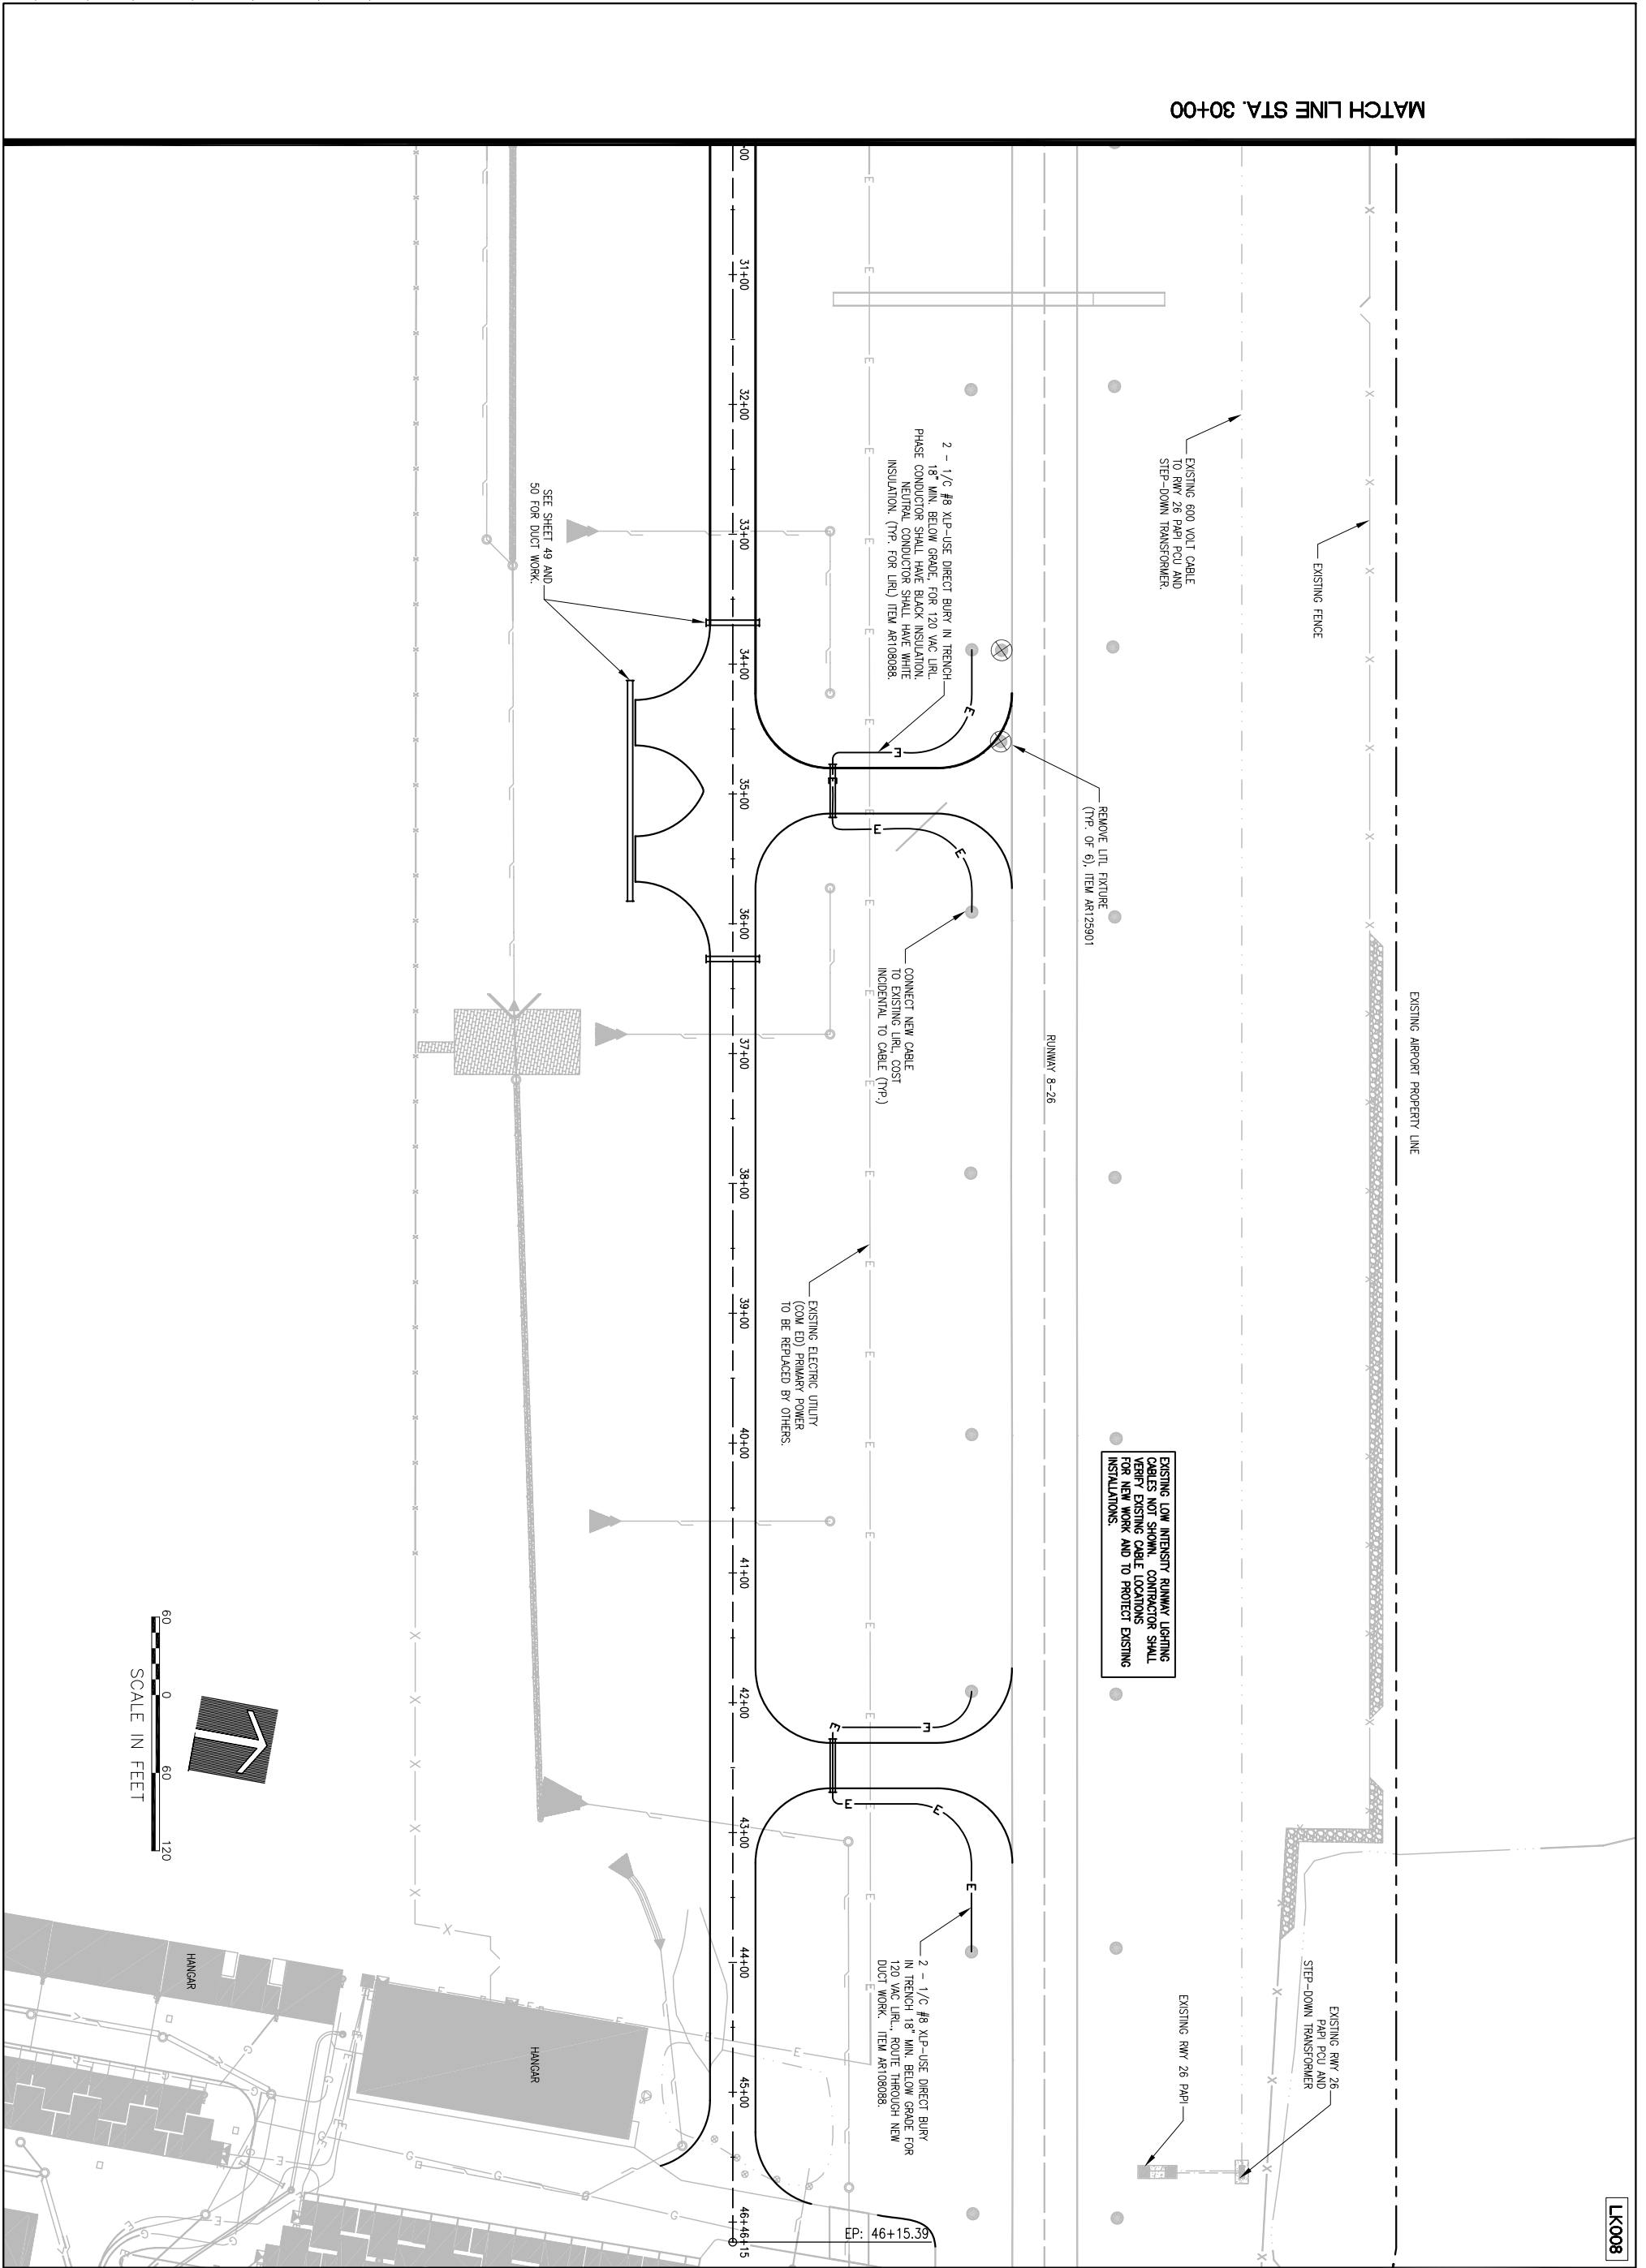 LK008
MATCH LINE STA. 30+00
EXISTING AIRPORT PROPERTY LINE
EXISTING FENCE
EXISTING 600 VOLT CABLE
TO RWY 26 PAPI PCU AND
STEP-DOWN TRANSFORMER.
EXISTING RWY 26
PAPI PCU AND
STEP-DOWN TRANSFORMER
EXISTING RWY 26 PAPI
EXISTING LOW INTENSITY RUNWAY LIGHTING
CABLES NOT SHOWN. CONTRACTOR SHALL
VERIFY EXISTING CABLE LOCATIONS
FOR NEW WORK AND TO PROTECT EXISTING
INSTALLATIONS.
REMOVE LITL FIXTURE
(TYP. OF 6), ITEM AR125901
RUNWAY 8-26
2 - 1/C #8 XLP-USE DIRECT BURY IN TRENCH
18" MIN. BELOW GRADE, FOR 120 VAC LIRL.
PHASE CONDUCTOR SHALL HAVE BLACK INSULATION.
NEUTRAL CONDUCTOR SHALL HAVE WHITE
INSULATION. (TYP. FOR LIRL) ITEM AR108088.
CONNECT NEW CABLE
TO EXISTING LIRL, COST
INCIDENTAL TO CABLE (TYP.)
2 - 1/C #8 XLP-USE DIRECT BURY
IN TRENCH 18" MIN. BELOW GRADE FOR
120 VAC LIRL., ROUTE THROUGH NEW
DUCT WORK. ITEM AR108088.
EXISTING ELECTRIC UTILITY
(COM ED) PRIMARY POWER
TO BE REPLACED BY OTHERS.
EP: 46+15.39
00
31+00
32+00
33+00
34+00
35+00
36+00
37+00
38+00
39+00
40+00
41+00
42+00
43+00
44+00
45+00
46+46+15
SEE SHEET 49 AND
50 FOR DUCT WORK.
HANGAR
HANGAR
60 0 60 120
SCALE IN FEET